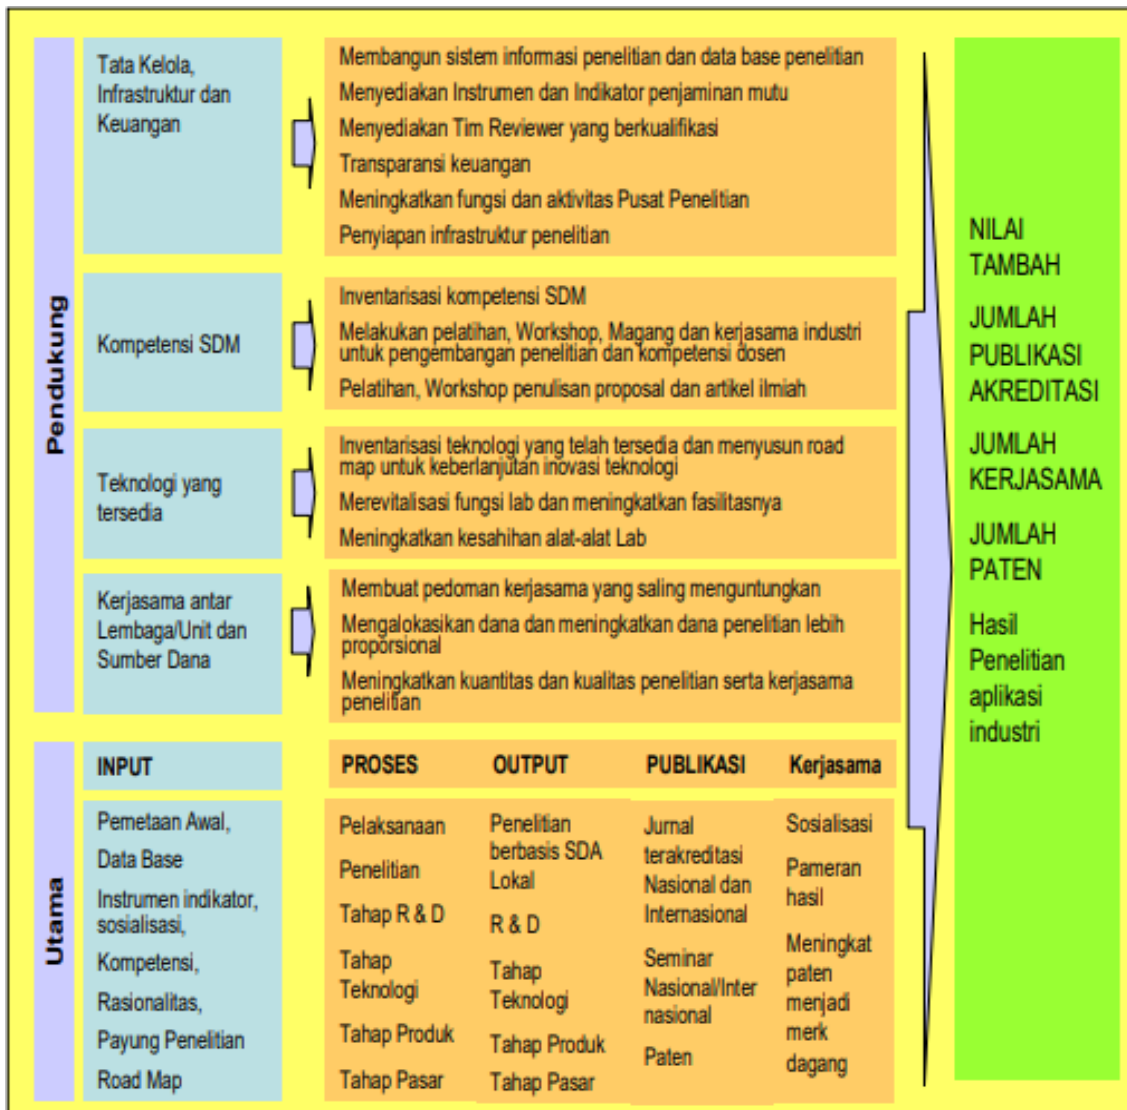 Pendukung
Tata Kelola,
Infrastruktur dan
Keuangan
Membangun sistem informasi penelitian dan data base penelitian
Menyediakan Instrumen dan Indikator penjaminan mutu
Menyediakan Tim Reviewer yang berkualifikasi
Transparansi keuangan
Meningkatkan fungsi dan aktivitas Pusat Penelitian
Penyiapan infrastruktur penelitian
Kompetensi SDM
Inventarisasi kompetensi SDM
Melakukan pelatihan, Workshop, Magang dan kerjasama industri
untuk pengembangan penelitian dan kompetensi dosen
Pelatihan, Workshop penulisan proposal dan artikel ilmiah
Teknologi yang
tersedia
Inventarisasi teknologi yang telah tersedia dan menyusun road
map untuk keberlanjutan inovasi teknologi
Merevitalisasi fungsi lab dan meningkatkan fasilitasnya
Meningkatkan kesahihan alat-alat Lab
Kerjasama antar
Lembaga/Unit dan
Sumber Dana
Membuat pedoman kerjasama yang saling menguntungkan
Mengalokasikan dana dan meningkatkan dana penelitian lebih
proporsional
Meningkatkan kuantitas dan kualitas penelitian serta kerjasama
penelitian
Utama
INPUT
Pemetaan Awal,
Data Base
Instrumen indikator,
sosialisasi,
Kompetensi,
Rasionalitas,
Payung Penelitian
Road Map
PROSES
Pelaksanaan
Penelitian
Tahap R & D
Tahap
Teknologi
Tahap Produk
Tahap Pasar
OUTPUT
Penelitian
berbasis SDA
Lokal
R & D
Tahap
Teknologi
Tahap Produk
Tahap Pasar
PUBLIKASI
Jurnal
terakreditasi
Nasional dan
Internasional
Seminar
Nasional/Inter
nasional
Paten
Kerjasama
Sosialisasi
Pameran
hasil
Meningkat
paten
menjadi
merk
dagang
NILAI
TAMBAH
JUMLAH
PUBLIKASI
AKREDITASI
JUMLAH
KERJASAMA
JUMLAH
PATEN
Hasil
Penelitian
aplikasi
industri